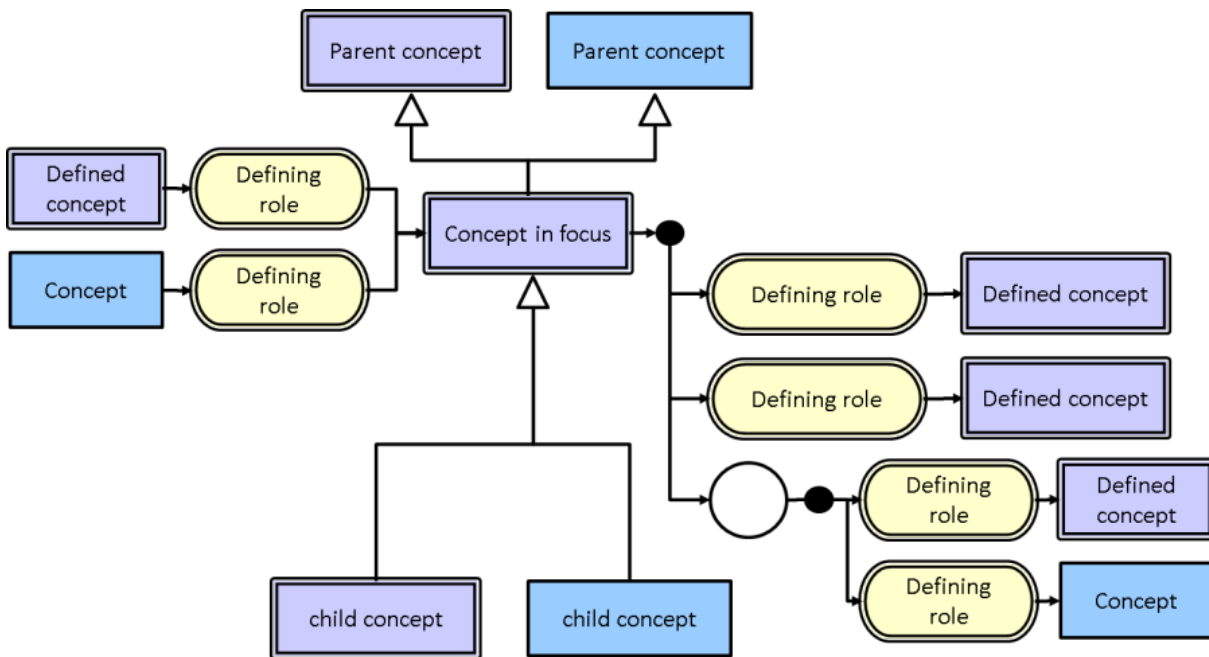 Parent concept
Parent concept
Defined
concept
Defining
role
Concept in focus
Concept
Defining
role
Defining role
Defined concept
Defining role
Defined concept
Defining
role
Defined
concept
Defining
role
Concept
child concept
child concept